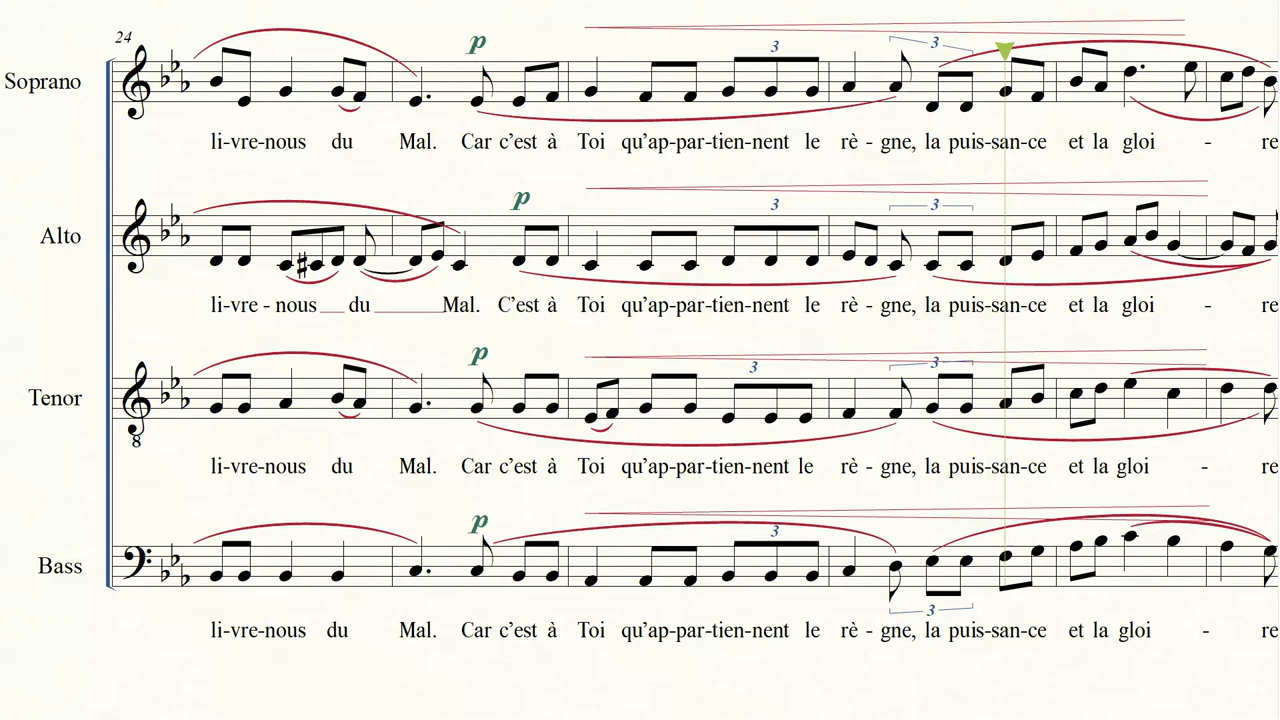 24
p
3
3
Soprano
li-vre-nous du Mal. Car c'est à Toi qu'ap-par-tien-nent le rè - gne, la puis-san-ce et la gloi - re
p
3
3
Alto
li-vre - nous__ du ____ Mal. C'est à Toi qu'ap-par-tien-nent le rè - gne, la puis-san-ce et la gloi - re
p
3
3
Tenor
8
li-vre-nous du Mal. Car c'est à Toi qu'ap-par-tien-nent le rè - gne, la puis-san-ce et la gloi - re
p
3
Bass
3
li-vre-nous du Mal. Car c'est à Toi qu'ap-par-tien-nent le rè - gne, la puis-san-ce et la gloi - re